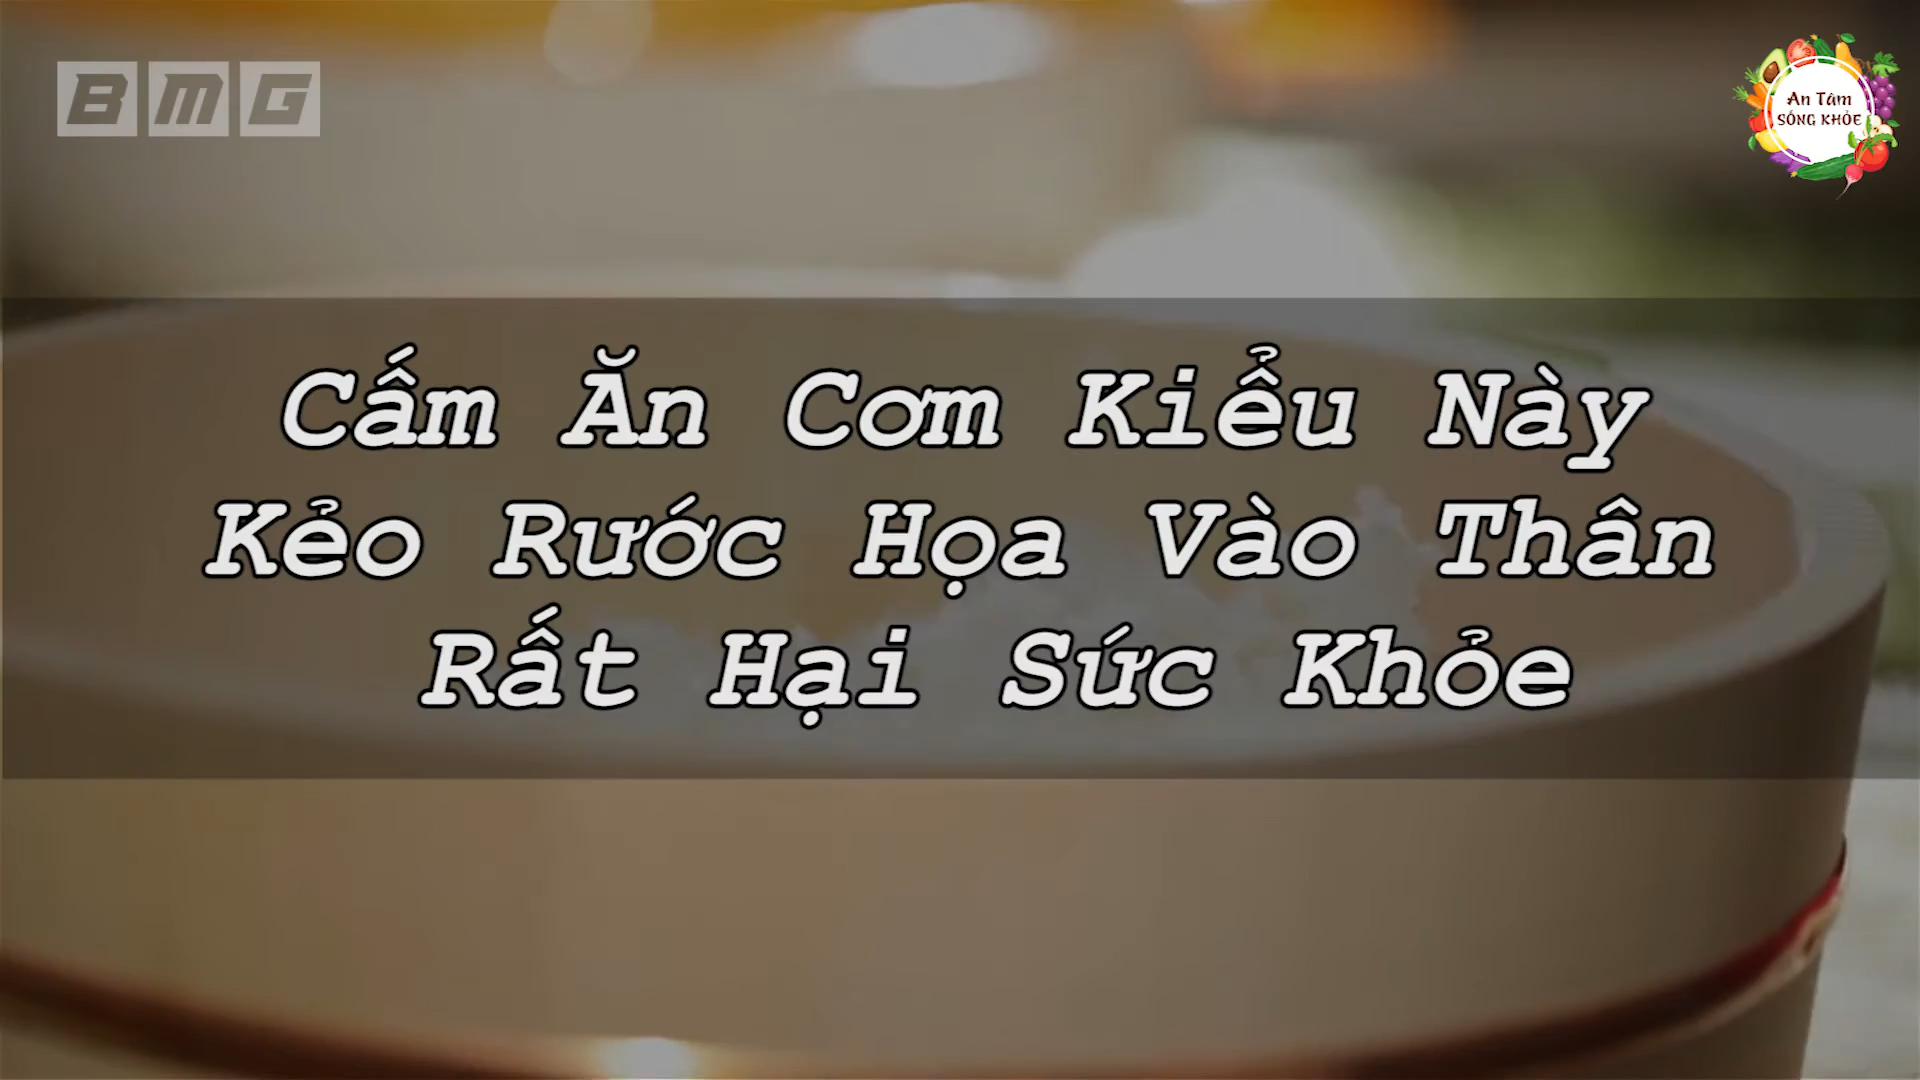 BMG
An Tâm
SỐNG KHỎE
Cấm Ăn Cơm Kiểu Này
Kẻo Rước Họa Vào Thân
Rất Hại Sức Khỏe